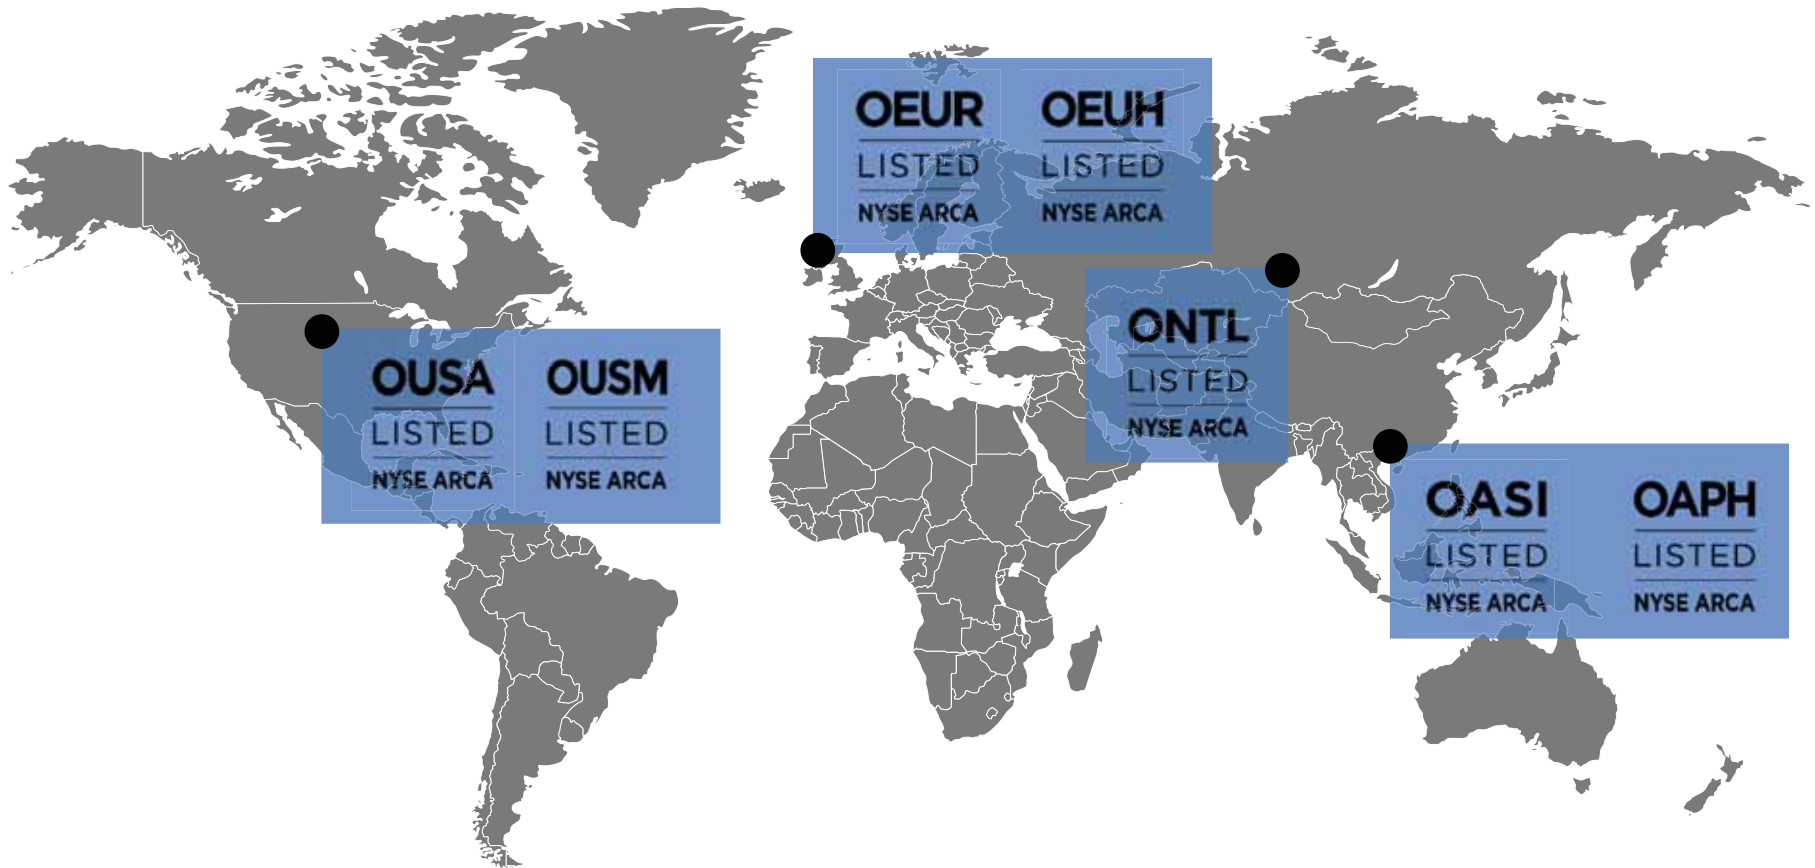 OEUR
LISTED
NYSE ARCA
OEUH
LISTED
NYSE ARCA
ONTL
LISTED
NYSE ARCA
OUSA
LISTED
NYSE ARCA
OUSM
LISTED
NYSE ARCA
OASI
LISTED
NYSE ARCA
OAPH
LISTED
NYSE ARCA